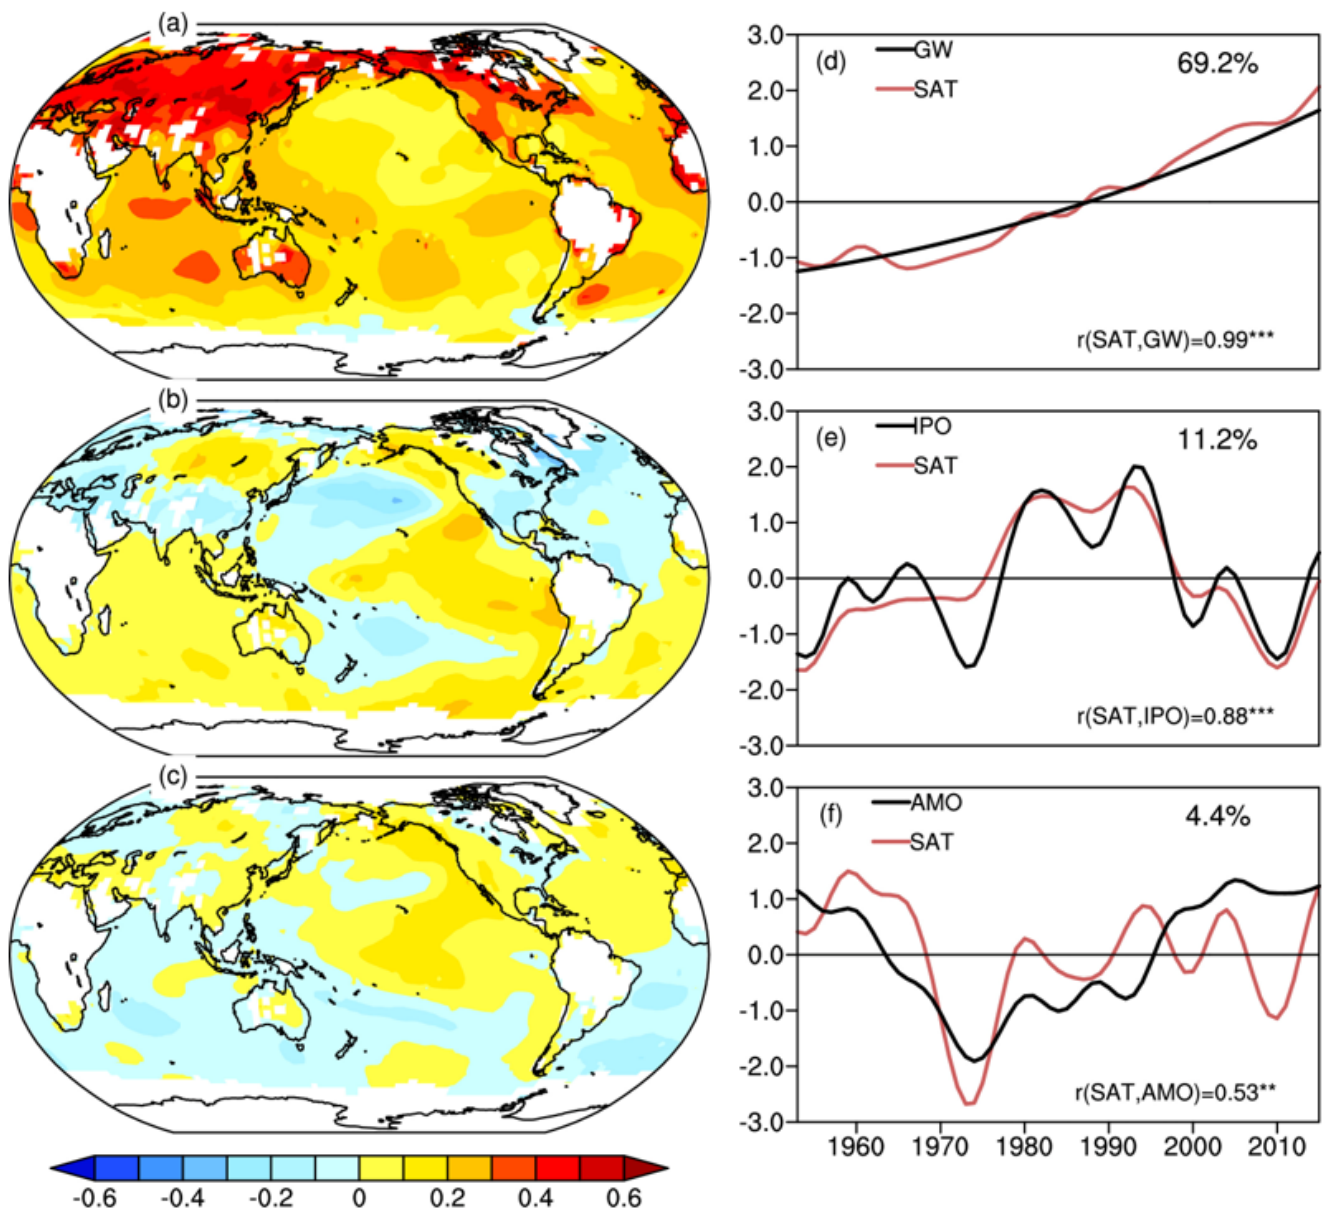 (a)
(b)
(c)
-0.6 -0.4 -0.2 0 0.2 0.4 0.6
(d)
GW
SAT
69.2%
3.0
2.0
1.0
0.0
-1.0
-2.0
-3.0
r(SAT,GW)=0.99***
(e)
IPO
SAT
11.2%
3.0
2.0
1.0
0.0
-1.0
-2.0
-3.0
r(SAT,IPO)=0.88***
(f)
AMO
SAT
4.4%
3.0
2.0
1.0
0.0
-1.0
-2.0
-3.0
r(SAT,AMO)=0.53**
1960 1970 1980 1990 2000 2010